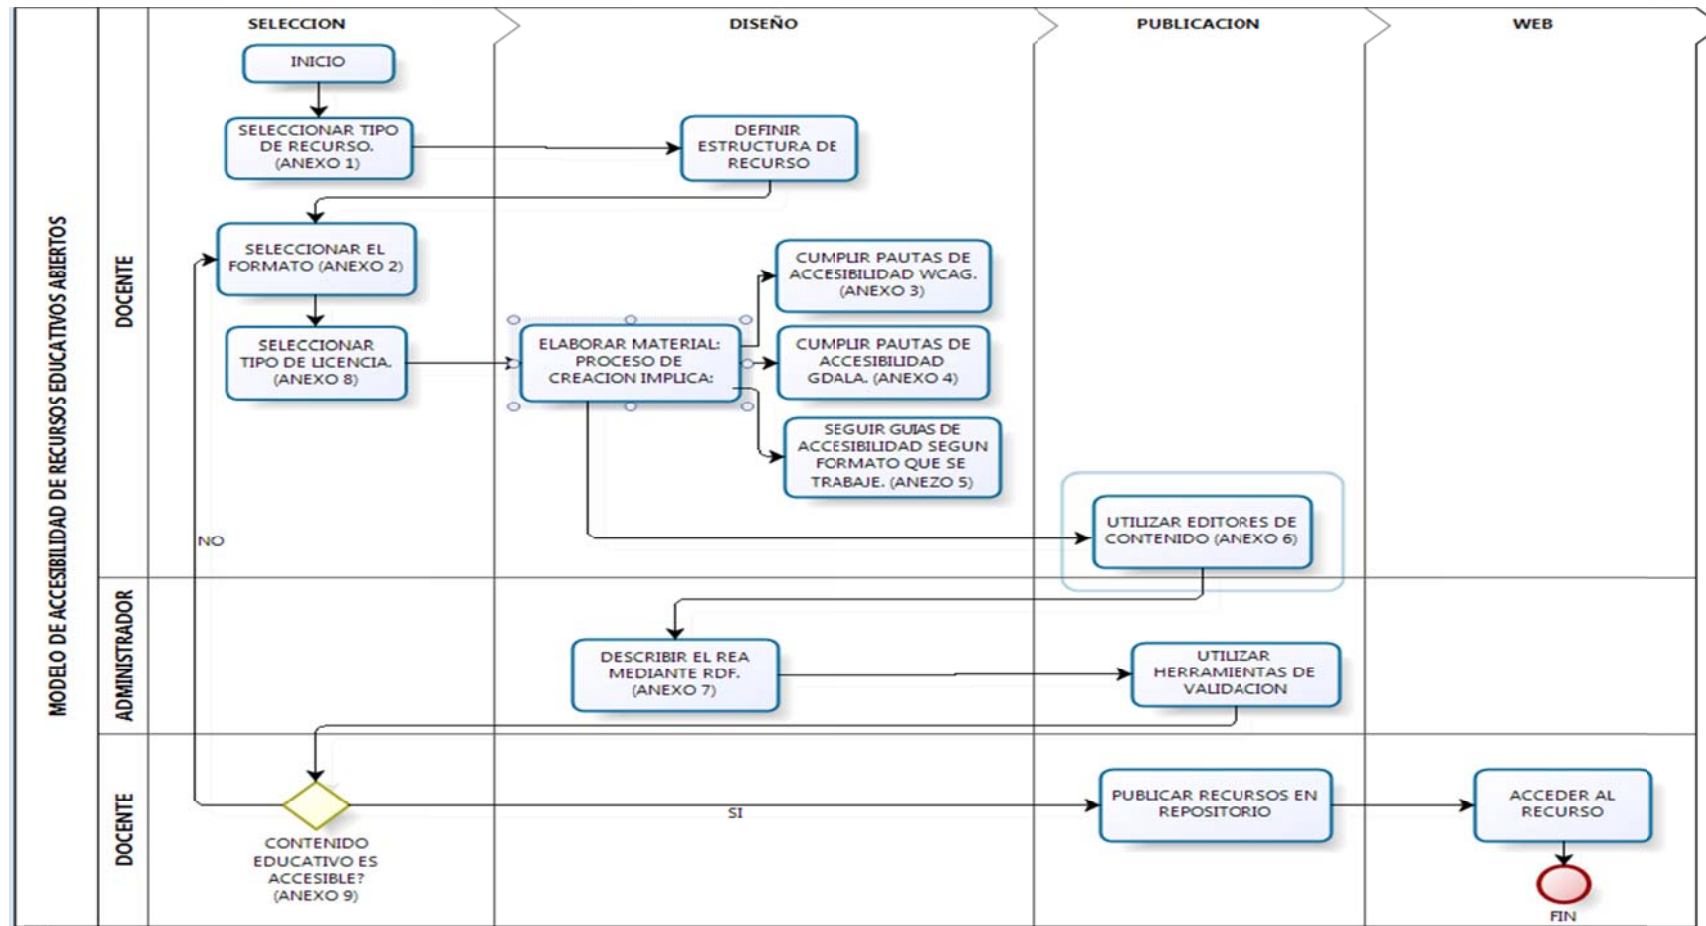 SELECCION
DISEÑO
PUBLICACION
WEB
MODELO DE ACCESIBILIDAD DE RECURSOS EDUCATIVOS ABIERTOS
DOCENTE
INICIO
SELECCIONAR TIPO
DE RECURSO.
(ANEXO 1)
DEFINIR
ESTRUCTURA DE
RECURSO
SELECCIONAR EL
FORMATO (ANEXO 2)
SELECCIONAR
TIPO DE LICENCIA.
(ANEXO 8)
ELABORAR MATERIAL:
PROCESO DE
CREACION IMPLICA:
CUMPLIR PAUTAS DE
ACCESIBILIDAD WCAG.
(ANEXO 3)
CUMPLIR PAUTAS DE
ACCESIBILIDAD
GDALA. (ANEXO 4)
SEGUIR GUIAS DE
ACCESIBILIDAD SEGUN
FORMATO QUE SE
TRABAJE. (ANEZO 5)
UTILIZAR EDITORES DE
CONTENIDO (ANEXO 6)
NO
ADMINISTRADOR
DESCRIBIR EL REA
MEDIANTE RDF.
(ANEXO 7)
UTILIZAR
HERRAMIENTAS DE
VALIDACION
DOCENTE
CONTENIDO
EDUCATIVO ES
ACCESIBLE?
(ANEXO 9)
SI
PUBLICAR RECURSOS EN
REPOSITORIO
ACCEDER AL
RECURSO
FIN